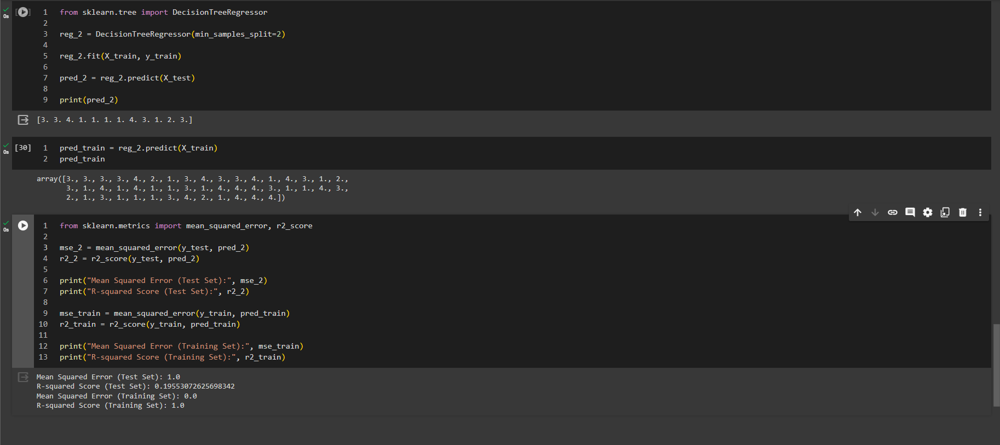 0s
[ ]
1 from sklearn.tree import DecisionTreeRegressor
2
3 reg_2 = DecisionTreeRegressor(min_samples_split=2)
4
5 reg_2.fit(X_train, y_train)
6
7 pred_2 = reg_2.predict(X_test)
8
9 print(pred_2)
[3. 3. 4. 1. 1. 1. 1. 4. 3. 1. 2. 3.]
0s
[30]
1 pred_train = reg_2.predict(X_train)
2 pred_train
array([3., 3., 3., 3., 4., 2., 1., 3., 4., 3., 3., 4., 1., 4., 3., 1., 2.,
3., 1., 4., 1., 4., 1., 1., 3., 1., 4., 4., 4., 3., 1., 1., 4., 3.,
2., 1., 3., 1., 1., 1., 3., 4., 2., 1., 4., 4., 4.])
0s
1 from sklearn.metrics import mean_squared_error, r2_score
2
3 mse_2 = mean_squared_error(y_test, pred_2)
4 r2_2 = r2_score(y_test, pred_2)
5
6 print("Mean Squared Error (Test Set):", mse_2)
7 print("R-squared Score (Test Set):", r2_2)
8
9 mse_train = mean_squared_error(y_train, pred_train)
10 r2_train = r2_score(y_train, pred_train)
11
12 print("Mean Squared Error (Training Set):", mse_train)
13 print("R-squared Score (Training Set):", r2_train)
Mean Squared Error (Test Set): 1.0
R-squared Score (Test Set): 0.19553072625698342
Mean Squared Error (Training Set): 0.0
R-squared Score (Training Set): 1.0